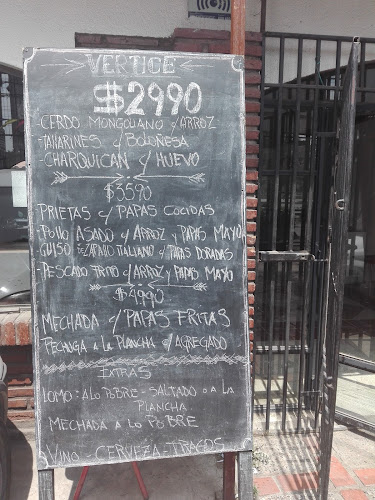 VERTICE
$2990
-CERDO MONGOLIANO c/ARROZ
-TAHARINES c/ BOLOÑESA
-CHARQUICAN c/ HUEVO
$3590
PRIETAS c/ PAPAS COCIDAS
-POLLO ASADO c/ ARROZ y PAPAS MAYO
GUISO DE ZAPALLO ITALIANO c/ PAPAS DORADAS
-PESCADO FRITO c/ARROZ y PAPAS MAYO
$4990
MECHADA c/ PAPAS FRITAS
PECHUGA A LA PLANCHA c/ AGREGADO
EXTRAS
LOMO: A LO POBRE - SALTADO O A LA
PLANCHA
MECHADA A LO POBRE
VINO - CERVEZA - TRAGOS